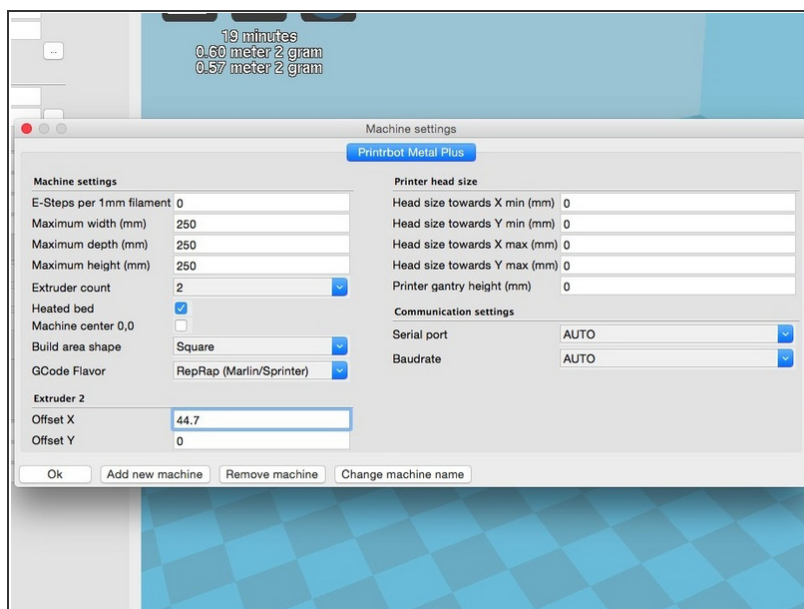 19 minutes
0.60 meter 2 gram
0.57 meter 2 gram
...
...
Machine settings
Printrbot Metal Plus
Machine settings
E-Steps per 1mm filament 0
Maximum width (mm) 250
Maximum depth (mm) 250
Maximum height (mm) 250
Extruder count 2
Heated bed
Machine center 0,0
Build area shape Square
GCode Flavor RepRap (Marlin/Sprinter)
Extruder 2
Offset X 44.7
Offset Y 0
Printer head size
Head size towards X min (mm) 0
Head size towards Y min (mm) 0
Head size towards X max (mm) 0
Head size towards Y max (mm) 0
Printer gantry height (mm) 0
Communication settings
Serial port AUTO
Baudrate AUTO
Ok Add new machine Remove machine Change machine name